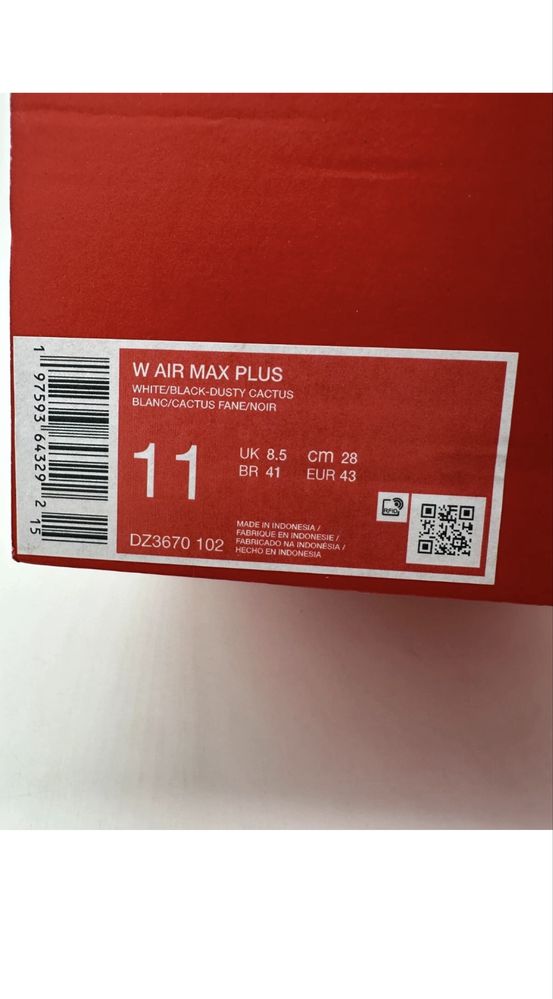 W AIR MAX PLUS
WHITE/BLACK-DUSTY CACTUS
BLANC/CACTUS FANE/NOIR
11
UK 8.5 cm 28
BR 41 EUR 43
DZ3670 102
MADE IN INDONESIA /
FABRIQUE EN INDONESIE /
FABRICADO NA INDONÉSIA /
HECHO EN INDONESIA
RFID
1 97593 64329 2 15